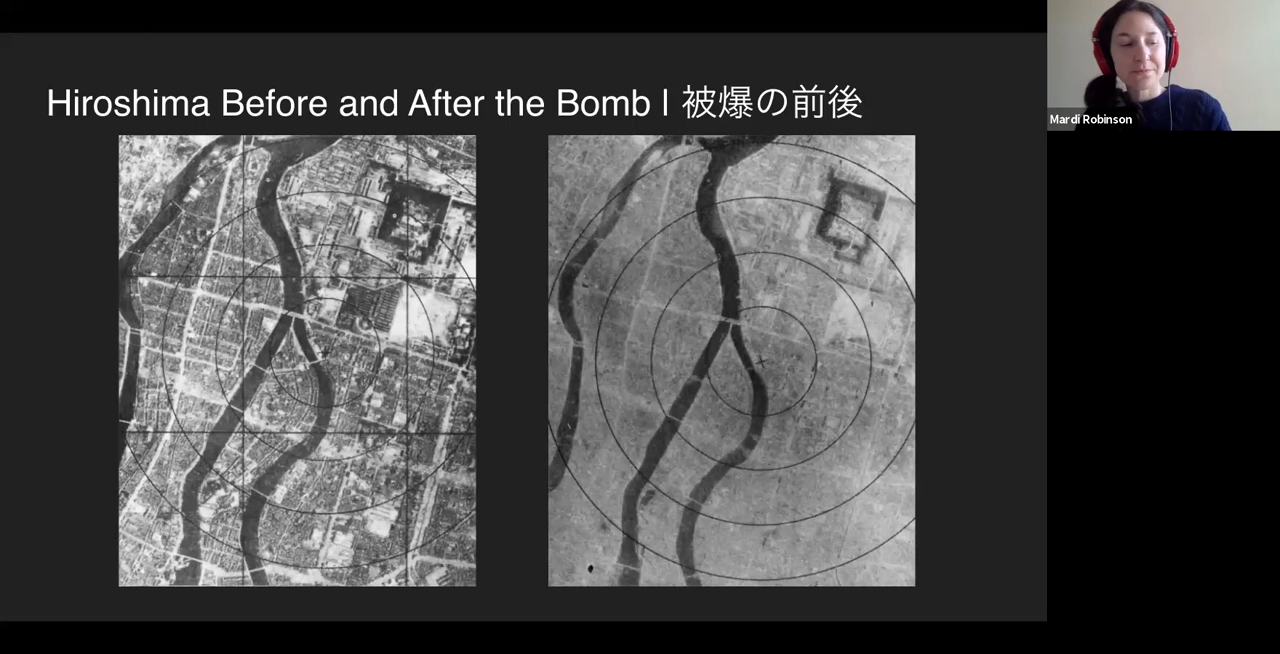 Hiroshima Before and After the Bomb | 被爆の前後
Mardi Robinson